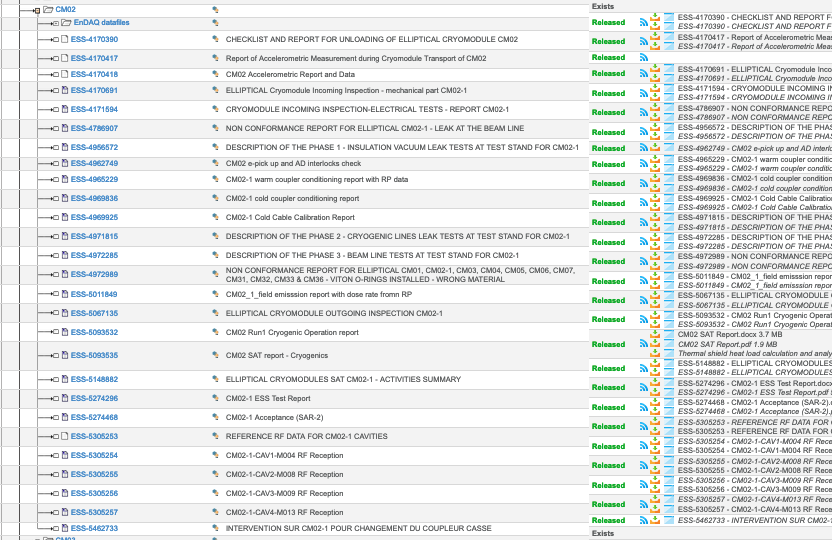 CM02 Exists
EnDAQ datafiles Released ESS-4170390 - CHECKLIST AND REPORT F
ESS-4170390 - CHECKLIST AND REPORT F
ESS-4170390 CHECKLIST AND REPORT FOR UNLOADING OF ELLIPTICAL CRYOMODULE CM02 Released ESS-4170417 - Report of Accelerometric Mea
ESS-4170417 - Report of Accelerometric Mea
ESS-4170417 Report of Accelerometric Measurement during Cryomodule Transport of CM02 Released
ESS-4170418 CM02 Accelerometric Report and Data Released ESS-4170691 - ELLIPTICAL Cryomodule Inco
ESS-4170691 - ELLIPTICAL Cryomodule Inco
ESS-4170691 ELLIPTICAL Cryomodule Incoming Inspection - mechanical part CM02-1 Released ESS-4171594 - CRYOMODULE INCOMING IN
ESS-4171594 - CRYOMODULE INCOMING IN
ESS-4171594 CRYOMODULE INCOMING INSPECTION-ELECTRICAL TESTS - REPORT CM02-1 Released ESS-4786907 - NON CONFORMANCE REPO
ESS-4786907 - NON CONFORMANCE REPO
ESS-4786907 NON CONFORMANCE REPORT FOR ELLIPTICAL CM02-1 - LEAK AT THE BEAM LINE Released ESS-4956572 - DESCRIPTION OF THE PHAS
ESS-4956572 - DESCRIPTION OF THE PHAS
ESS-4956572 DESCRIPTION OF THE PHASE 1 - INSULATION VACUUM LEAK TESTS AT TEST STAND FOR CM02-1 Released ESS-4962749 - CM02 e-pick up and AD interlo
ESS-4962749 CM02 e-pick up and AD interlocks check Released ESS-4965229 - CM02-1 warm coupler conditio
ESS-4965229 - CM02-1 warm coupler conditio
ESS-4965229 CM02-1 warm coupler conditioning report with RP data Released ESS-4969836 - CM02-1 cold coupler condition
ESS-4969836 - CM02-1 cold coupler condition
ESS-4969836 CM02-1 cold coupler conditioning report Released ESS-4969925 - CM02-1 Cold Cable Calibratio
ESS-4969925 - CM02-1 Cold Cable Calibratio
ESS-4969925 CM02-1 Cold Cable Calibration Report Released ESS-4971815 - DESCRIPTION OF THE PHAS
ESS-4971815 - DESCRIPTION OF THE PHAS
ESS-4971815 DESCRIPTION OF THE PHASE 2 - CRYOGENIC LINES LEAK TESTS AT TEST STAND FOR CM02-1 Released ESS-4972285 - DESCRIPTION OF THE PHAS
ESS-4972285 - DESCRIPTION OF THE PHAS
ESS-4972285 DESCRIPTION OF THE PHASE 3 - BEAM LINE TESTS AT TEST STAND FOR CM02-1 Released ESS-4972989 - NON CONFORMANCE REPO
ESS-4972989 - NON CONFORMANCE REPO
ESS-4972989 NON CONFORMANCE REPORT FOR ELLIPTICAL CM01, CM02-1, CM03, CM04, CM05, CM06, CM07,
CM31, CM32, CM33 & CM36 - VITON O-RINGS INSTALLED - WRONG MATERIAL Released ESS-5011849 - CM02_1_field emisssion repor
ESS-5011849 - CM02_1_field emisssion repor
ESS-5011849 CM02_1_field emisssion report with dose rate fromn RP Released ESS-5067135 - ELLIPTICAL CRYOMODULE
ESS-5067135 - ELLIPTICAL CRYOMODULE
ESS-5067135 ELLIPTICAL CRYOMODULE OUTGOING INSPECTION CM02-1 Released ESS-5093532 - CM02 Run1 Cryogenic Opera
ESS-5093532 - CM02 Run1 Cryogenic Opera
ESS-5093532 CM02 Run1 Cryogenic Operation report Released CM02 SAT Report.docx 3.7 MB
CM02 SAT Report.pdf 1.9 MB
Thermal shield heat load calculation and analy
ESS-5093535 CM02 SAT report - Cryogenics Released ESS-5148882 - ELLIPTICAL CRYOMODULES
ESS-5148882 - ELLIPTICAL CRYOMODULES
ESS-5148882 ELLIPTICAL CRYOMODULES SAT CM02-1 - ACTIVITIES SUMMARY Released ESS-5274296 - CM02-1 ESS Test Report.docx
ESS-5274296 - CM02-1 ESS Test Report.pdf
ESS-5274296 CM02-1 ESS Test Report Released ESS-5274468 - CM02-1 Acceptance (SAR-2).
ESS-5274468 - CM02-1 Acceptance (SAR-2).
ESS-5274468 CM02-1 Acceptance (SAR-2) Released ESS-5305253 - REFERENCE RF DATA FOR
ESS-5305253 - REFERENCE RF DATA FOR
ESS-5305253 REFERENCE RF DATA FOR CM02-1 CAVITIES Released ESS-5305254 - CM02-1-CAV1-M004 RF Rece
ESS-5305254 - CM02-1-CAV1-M004 RF Rece
ESS-5305254 CM02-1-CAV1-M004 RF Reception Released ESS-5305255 - CM02-1-CAV2-M008 RF Rece
ESS-5305255 - CM02-1-CAV2-M008 RF Rece
ESS-5305255 CM02-1-CAV2-M008 RF Reception Released ESS-5305256 - CM02-1-CAV3-M009 RF Rece
ESS-5305256 - CM02-1-CAV3-M009 RF Rece
ESS-5305256 CM02-1-CAV3-M009 RF Reception Released ESS-5305257 - CM02-1-CAV4-M013 RF Rece
ESS-5305257 - CM02-1-CAV4-M013 RF Rece
ESS-5305257 CM02-1-CAV4-M013 RF Reception Released ESS-5462733 - INTERVENTION SUR CM02-1
ESS-5462733 INTERVENTION SUR CM02-1 POUR CHANGEMENT DU COUPLEUR CASSE Exists